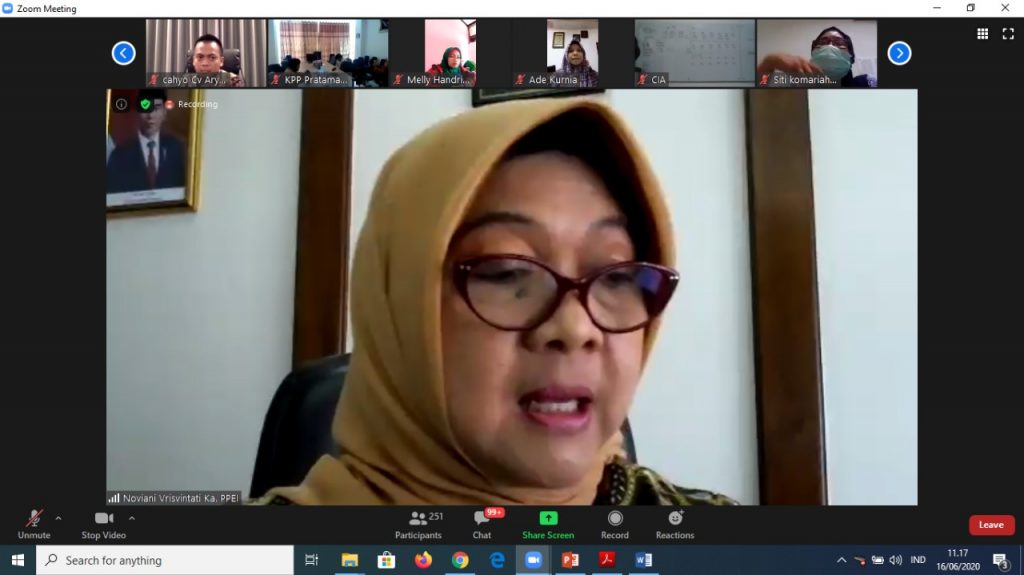 Zoom Meeting
cahyo Cv Ary...
KPP Pratama...
Melly Handri...
Ade Kurnia
CIA
Siti komariah...
Recording
Noviani Vrisvintati Ka. PPEI
Unmute
Stop Video
251
Participants
99+
Chat
Share Screen
Record
Reactions
Leave
Search for anything
IND
11.17
16/06/2020
3